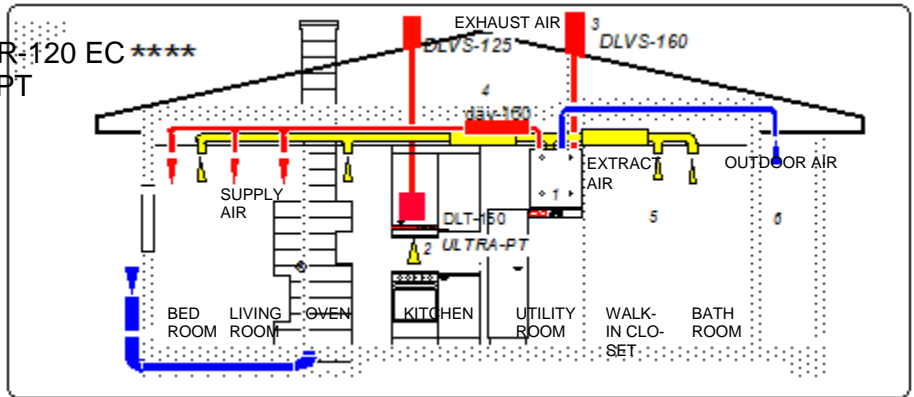 EXHAUST AIR
3
DLVS-125
DLVS-160
R-120 EC ****
PT
4
dav-160
EXTRACT
AIR
OUTDOOR AIR
1
SUPPLY
AIR
DLT-150
5
6
2
ULTRA-PT
BED
ROOM
LIVING
ROOM
OVEN
KITCHEN
UTILITY
ROOM
WALK-
IN CLO-
SET
BATH
ROOM